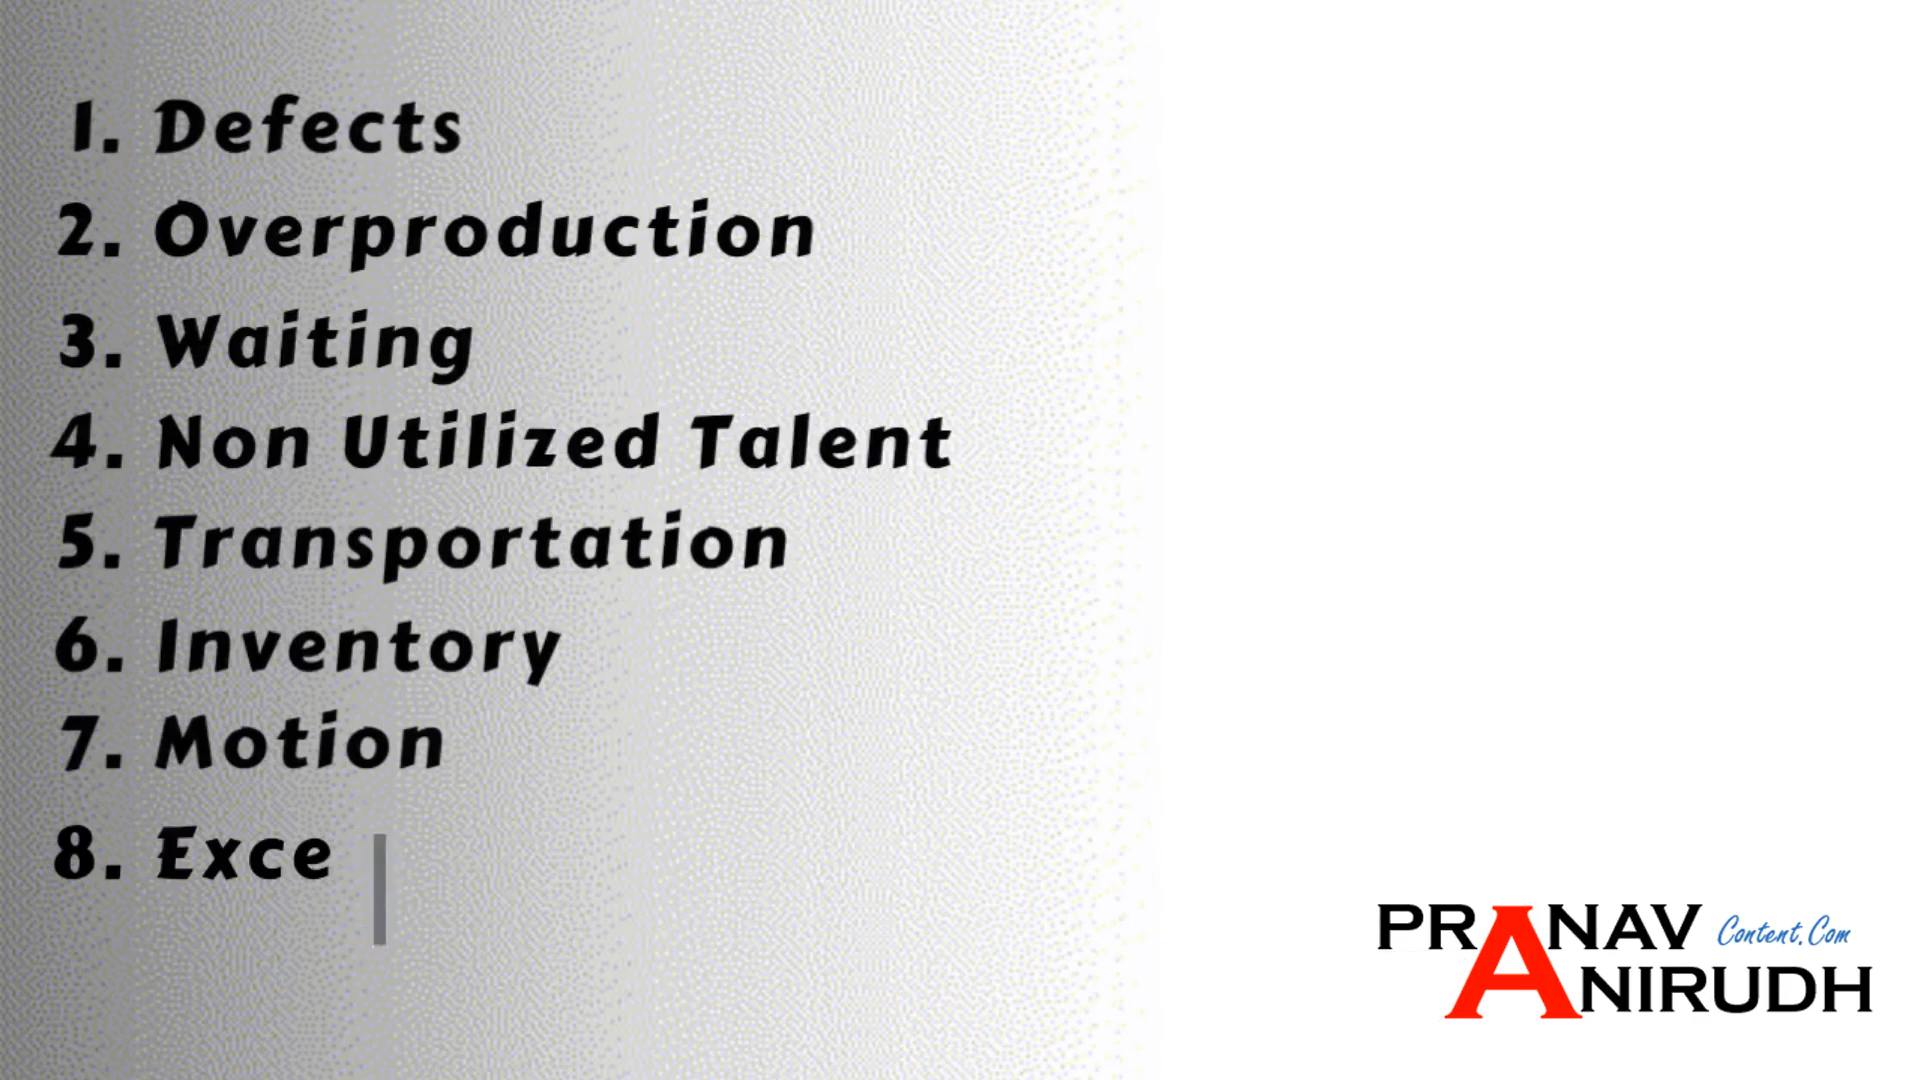 1. Defects
2. Overproduction
3. Waiting
4. Non Utilized Talent
5. Transportation
6. Inventory
7. Motion
8. Exce
PRANAV Content.Com
ANIRUDH